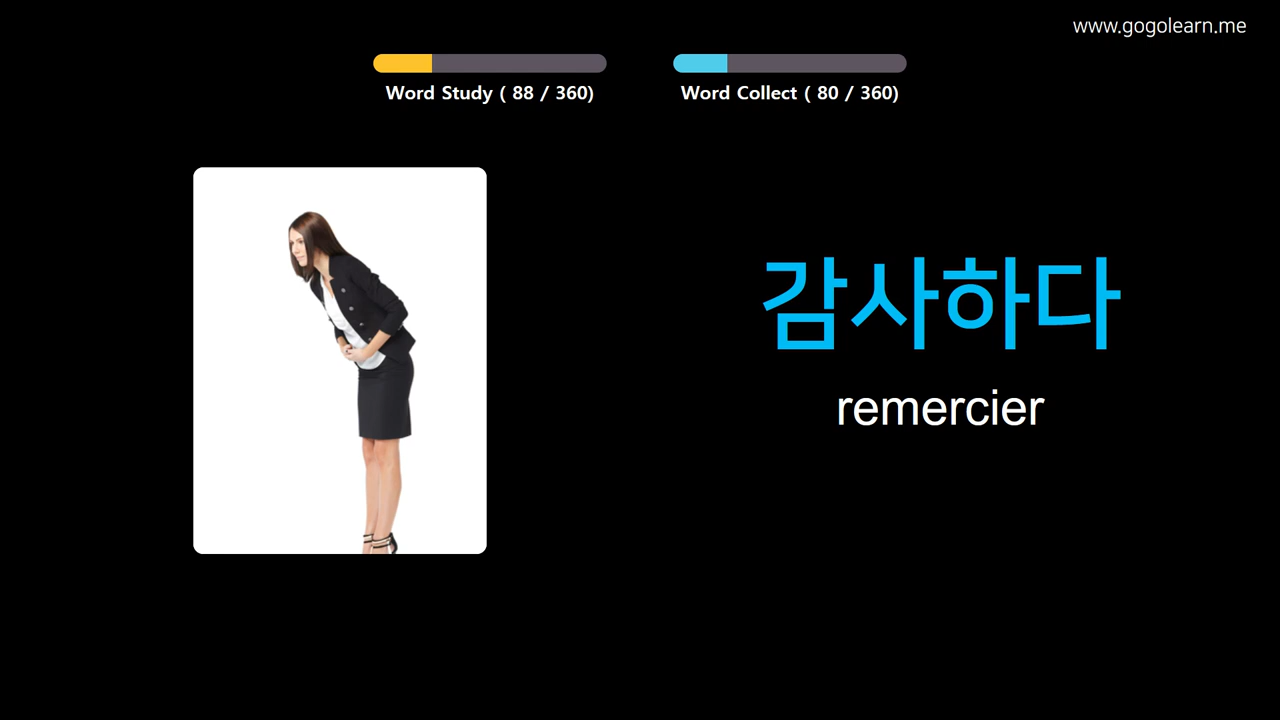 www.gogolearn.me
Word Study ( 88 / 360)
Word Collect ( 80 / 360)
감사하다
remercier